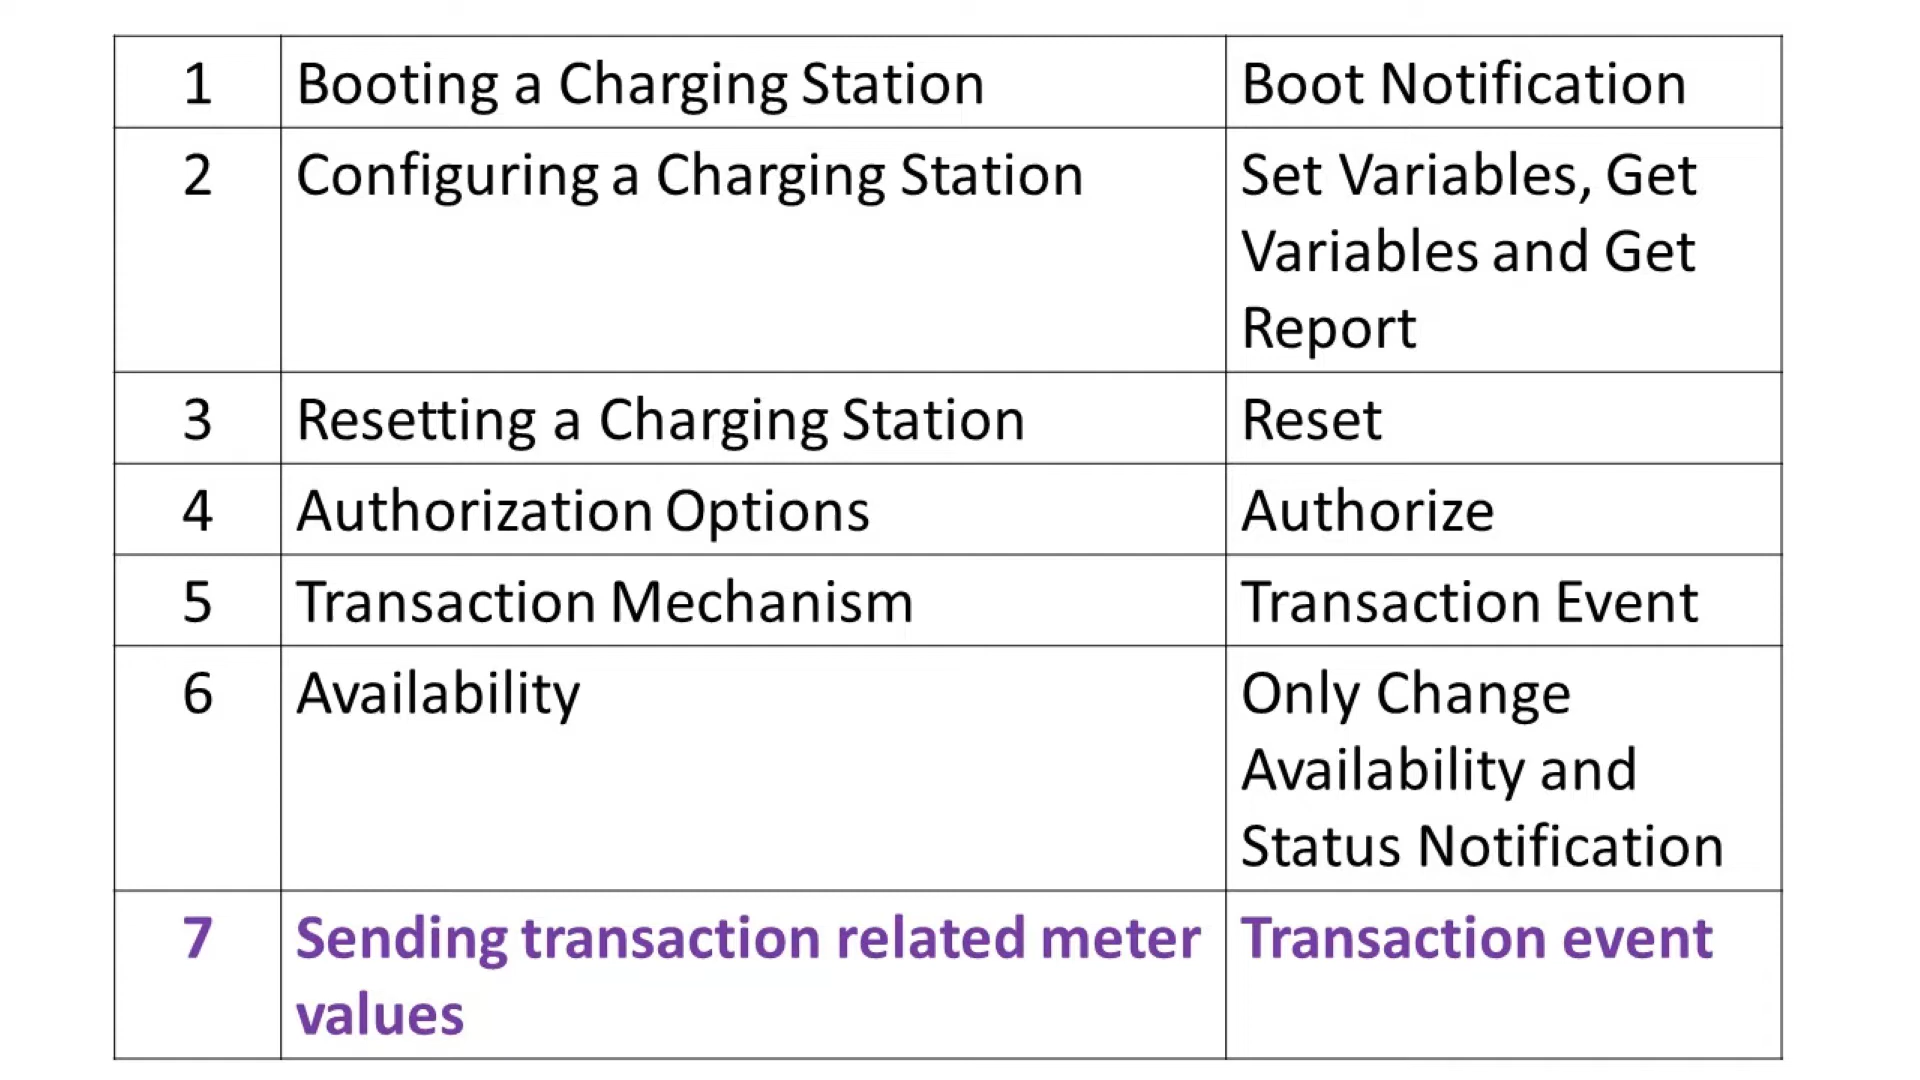 1 Booting a Charging Station Boot Notification
2 Configuring a Charging Station Set Variables, Get
Variables and Get
Report
3 Resetting a Charging Station Reset
4 Authorization Options Authorize
5 Transaction Mechanism Transaction Event
6 Availability Only Change
Availability and
Status Notification
7 Sending transaction related meter Transaction event
values